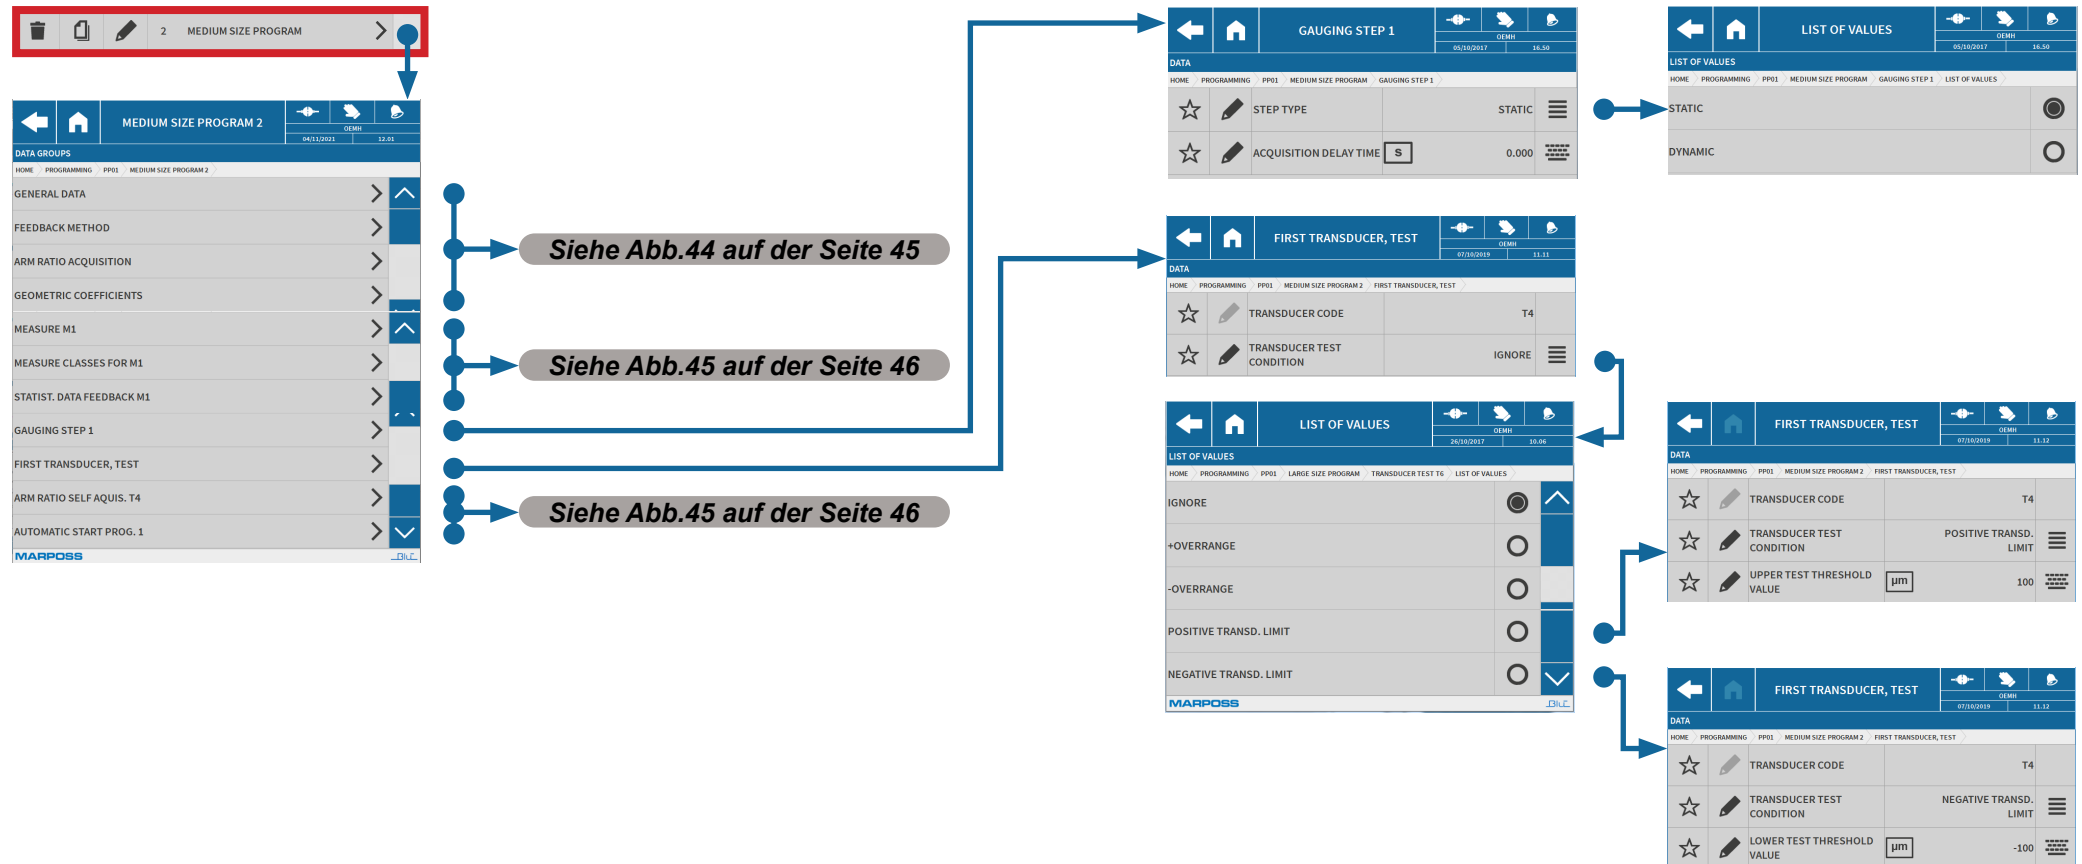 2 MEDIUM SIZE PROGRAM
MEDIUM SIZE PROGRAM 2
OEMH
04/11/2021 12.01
DATA GROUPS
HOME PROGRAMMING PP01 MEDIUM SIZE PROGRAM 2
GENERAL DATA
FEEDBACK METHOD
ARM RATIO ACQUISITION
GEOMETRIC COEFFICIENTS
MEASURE M1
MEASURE CLASSES FOR M1
STATIST. DATA FEEDBACK M1
GAUGING STEP 1
FIRST TRANSDUCER, TEST
ARM RATIO SELF AQUIS. T4
AUTOMATIC START PROG. 1
MARPOSS BLÚ
Siehe Abb.44 auf der Seite 45
Siehe Abb.45 auf der Seite 46
Siehe Abb.45 auf der Seite 46
GAUGING STEP 1
OEMH
05/10/2017 16.50
DATA
HOME PROGRAMMING PP01 MEDIUM SIZE PROGRAM GAUGING STEP 1
STEP TYPE STATIC
ACQUISITION DELAY TIME s 0.000
LIST OF VALUES
OEMH
05/10/2017 16.50
LIST OF VALUES
HOME PROGRAMMING PP01 MEDIUM SIZE PROGRAM GAUGING STEP 1 LIST OF VALUES
STATIC
DYNAMIC
FIRST TRANSDUCER, TEST
OEMH
07/10/2019 11.11
DATA
HOME PROGRAMMING PP01 MEDIUM SIZE PROGRAM 2 FIRST TRANSDUCER, TEST
TRANSDUCER CODE T4
TRANSDUCER TEST
CONDITION IGNORE
LIST OF VALUES
OEMH
26/10/2017 10.06
LIST OF VALUES
HOME PROGRAMMING PP01 LARGE SIZE PROGRAM TRANSDUCER TEST T6 LIST OF VALUES
IGNORE
+OVERRANGE
-OVERRANGE
POSITIVE TRANSD. LIMIT
NEGATIVE TRANSD. LIMIT
MARPOSS BLÚ
FIRST TRANSDUCER, TEST
OEMH
07/10/2019 11.12
DATA
HOME PROGRAMMING PP01 MEDIUM SIZE PROGRAM 2 FIRST TRANSDUCER, TEST
TRANSDUCER CODE T4
TRANSDUCER TEST POSITIVE TRANSD.
CONDITION LIMIT
UPPER TEST THRESHOLD µm 100
VALUE
FIRST TRANSDUCER, TEST
OEMH
07/10/2019 11.12
DATA
HOME PROGRAMMING PP01 MEDIUM SIZE PROGRAM 2 FIRST TRANSDUCER, TEST
TRANSDUCER CODE T4
TRANSDUCER TEST NEGATIVE TRANSD.
CONDITION LIMIT
LOWER TEST THRESHOLD µm -100
VALUE